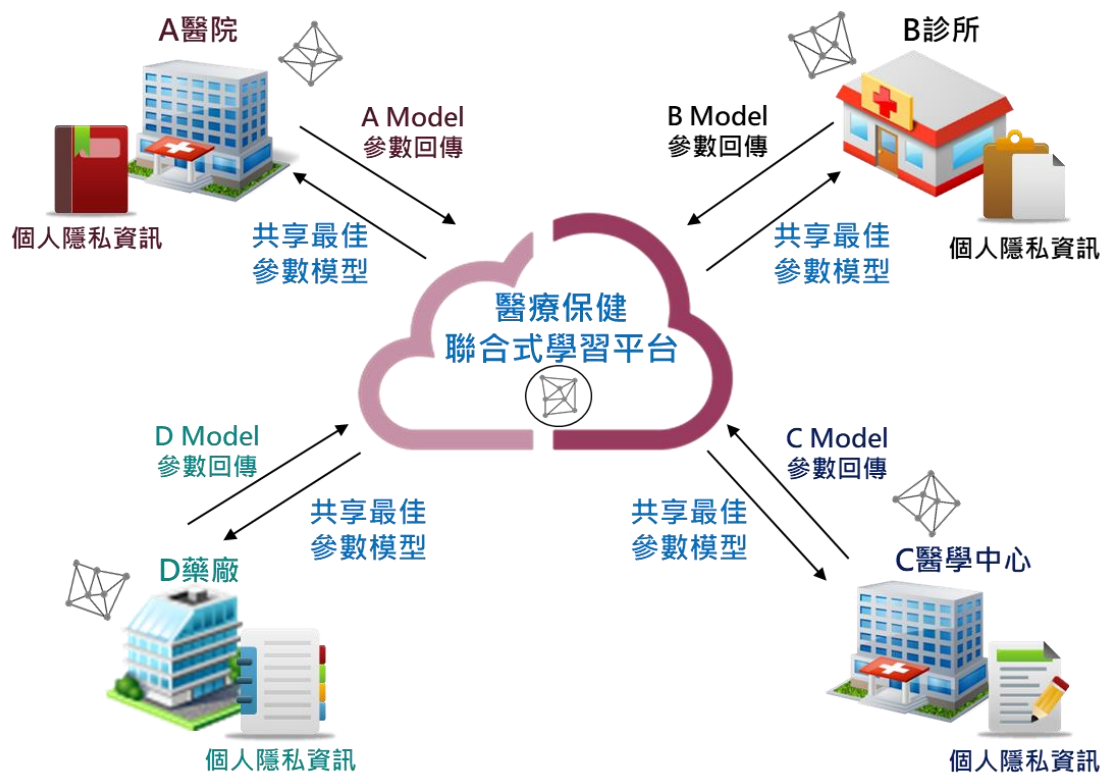 A醫院
B診所
A Model
參數回傳
B Model
參數回傳
個人隱私資訊
共享最佳
參數模型
共享最佳
參數模型
個人隱私資訊
醫療保健
聯合式學習平台
D Model
參數回傳
C Model
參數回傳
共享最佳
參數模型
共享最佳
參數模型
D藥廠
C醫學中心
個人隱私資訊
個人隱私資訊